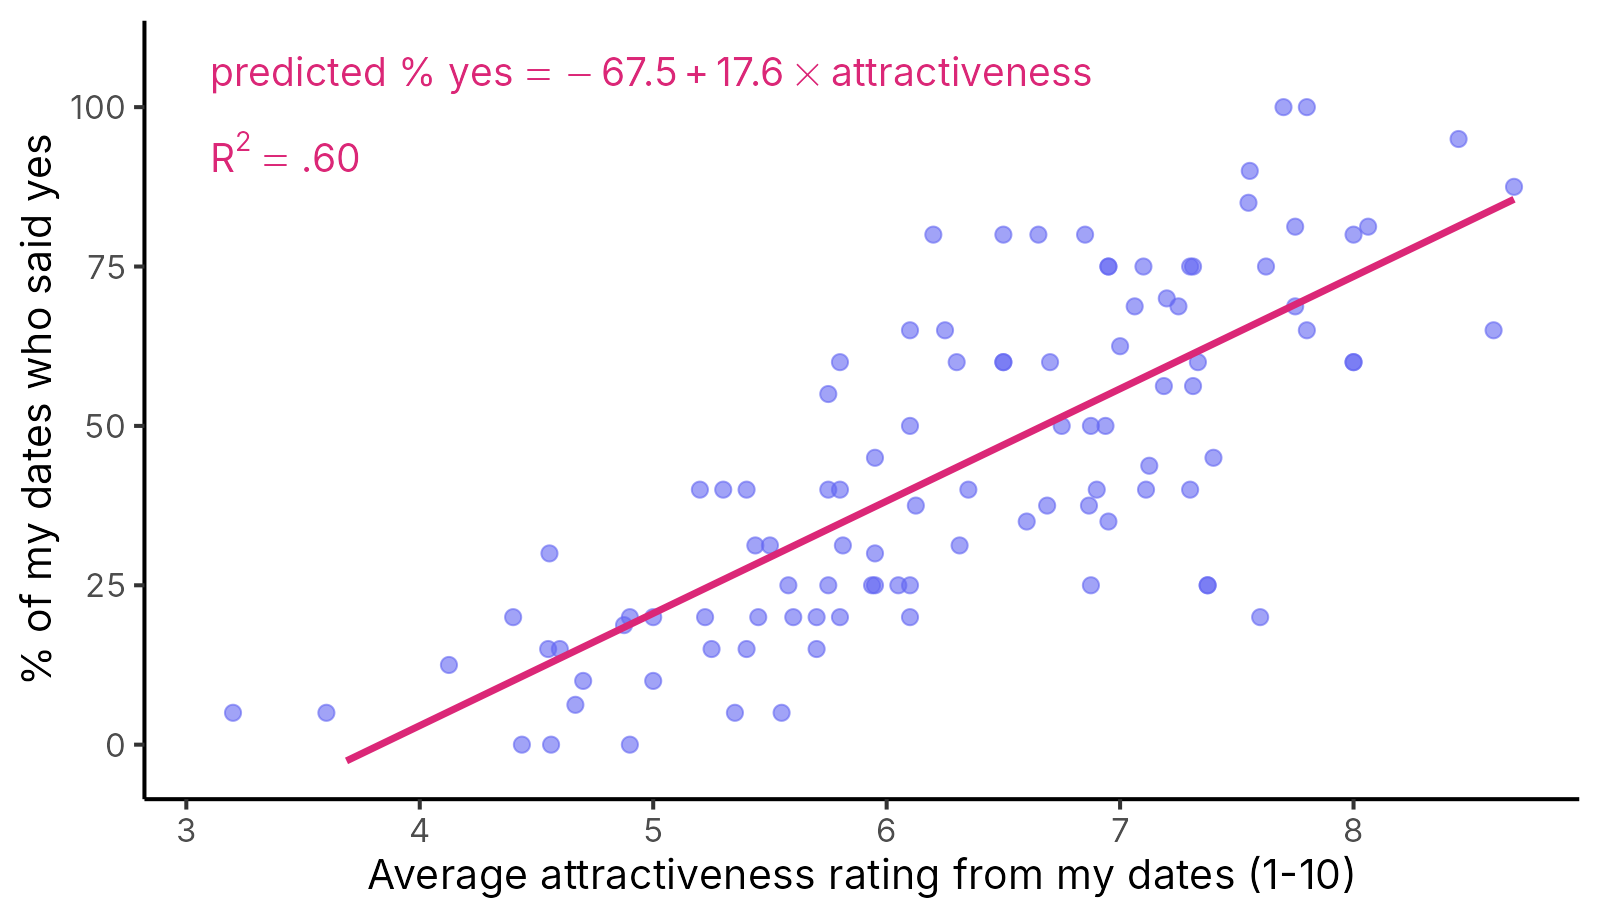 predicted % yes = − 67.5 + 17.6 × attractiveness
R² = .60
% of my dates who said yes
100
75
50
25
0
3 4 5 6 7 8
Average attractiveness rating from my dates (1-10)